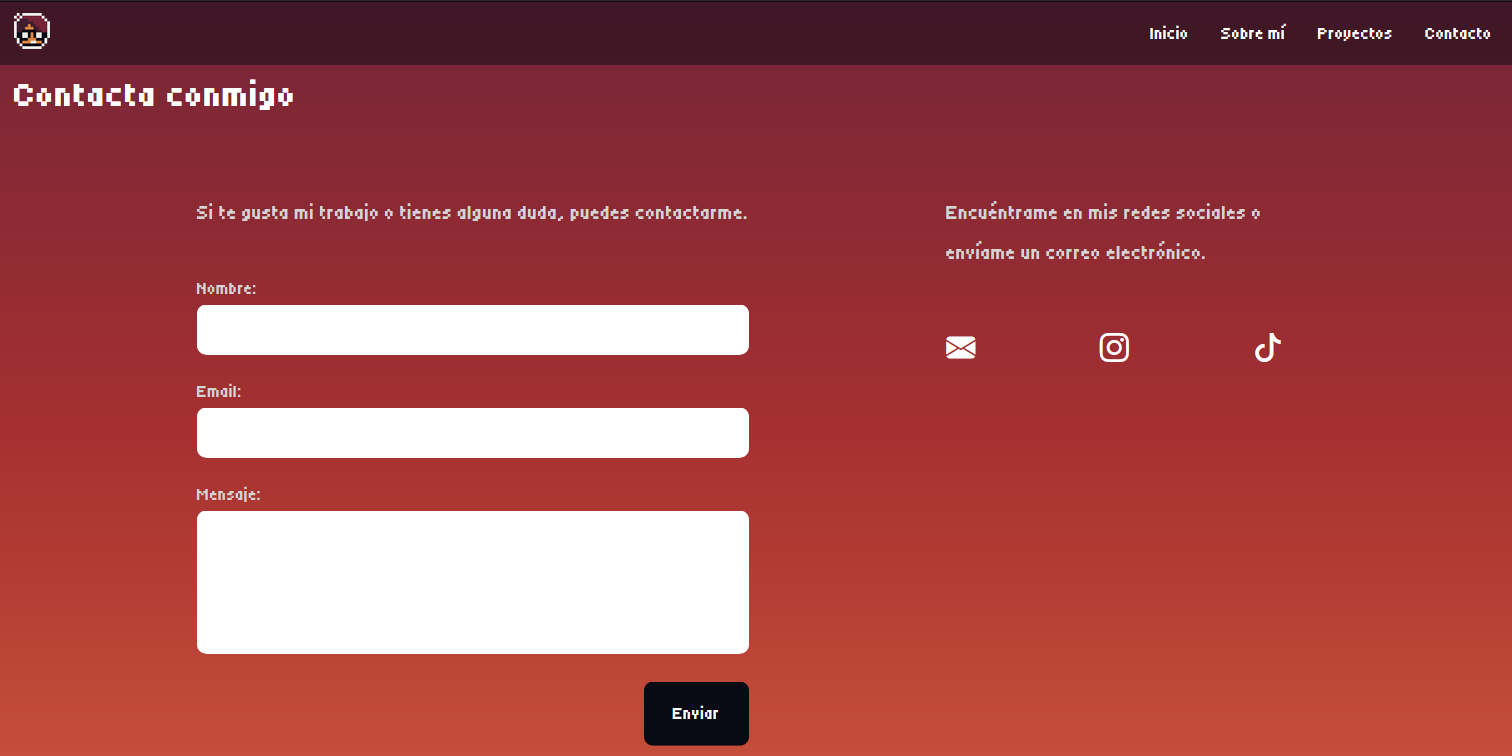 Inicio Sobre mí Proyectos Contacto
Contacta conmigo
Si te gusta mi trabajo o tienes alguna duda, puedes contactarme.
Nombre:
Email:
Mensaje:
Enviar
Encuéntrame en mis redes sociales o
envíame un correo electrónico.